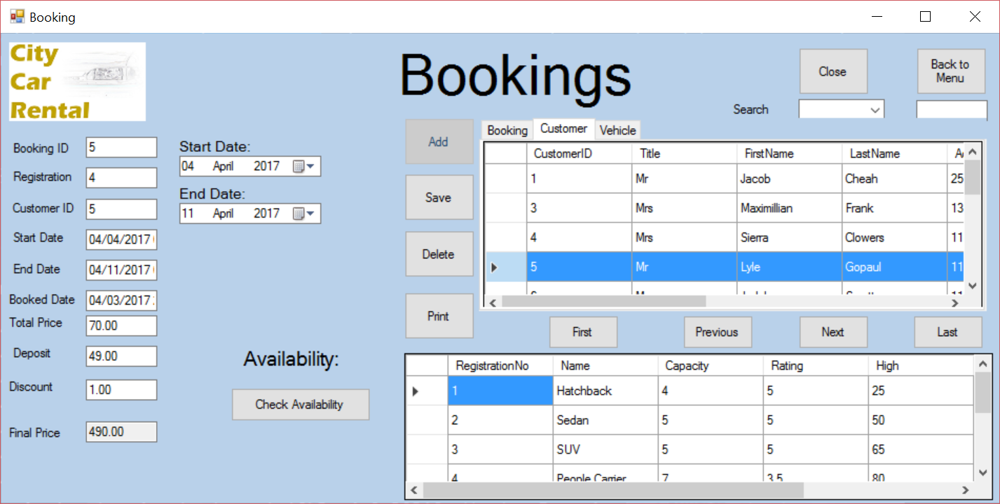 Booking
City
Car
Rental
Bookings
Close
Back to
Menu
Search
Booking ID 5
Registration 4
Customer ID 5
Start Date 04/04/2017
End Date 04/11/2017
Booked Date 04/03/2017
Total Price 70.00
Deposit 49.00
Discount 1.00
Final Price 490.00
Start Date:
04 April 2017
End Date:
11 April 2017
Availability:
Check Availability
Add
Save
Delete
Print
Booking Customer Vehicle
CustomerID Title FirstName LastName
1 Mr Jacob Cheah 25
3 Mrs Maximillian Frank 13
4 Mrs Sierra Clowers 11
5 Mr Lyle Gopaul 11
First Previous Next Last
RegistrationNo Name Capacity Rating High
1 Hatchback 4 5 25
2 Sedan 5 5 50
3 SUV 5 5 65
4 People Carrier 7 3.5 80